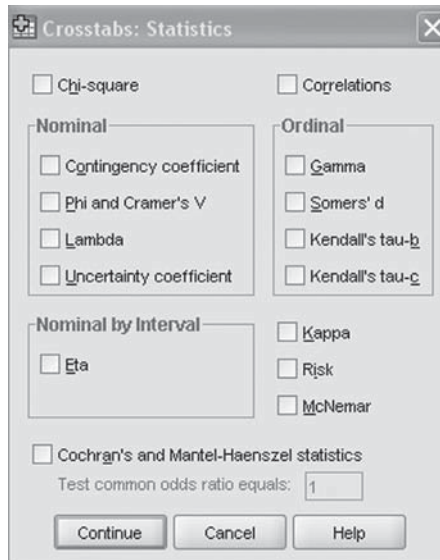 Crosstabs: Statistics
Chi-square
Correlations
Nominal
Contingency coefficient
Phi and Cramer's V
Lambda
Uncertainty coefficient
Ordinal
Gamma
Somers' d
Kendall's tau-b
Kendall's tau-c
Nominal by Interval
Eta
Kappa
Risk
McNemar
Cochran's and Mantel-Haenszel statistics
Test common odds ratio equals: 1
Continue Cancel Help